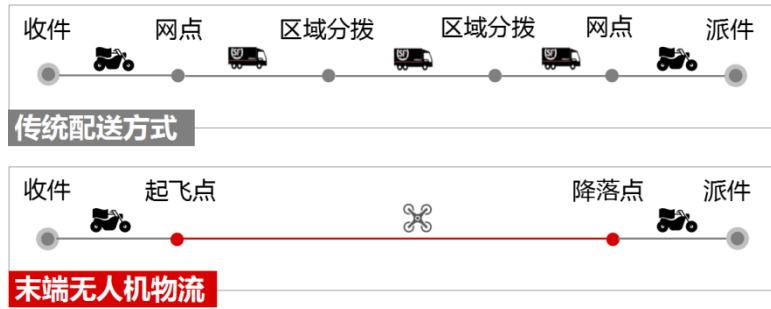 收件 网点 区域分拨 区域分拨 网点 派件
传统配送方式
收件 起飞点 降落点 派件
末端无人机物流